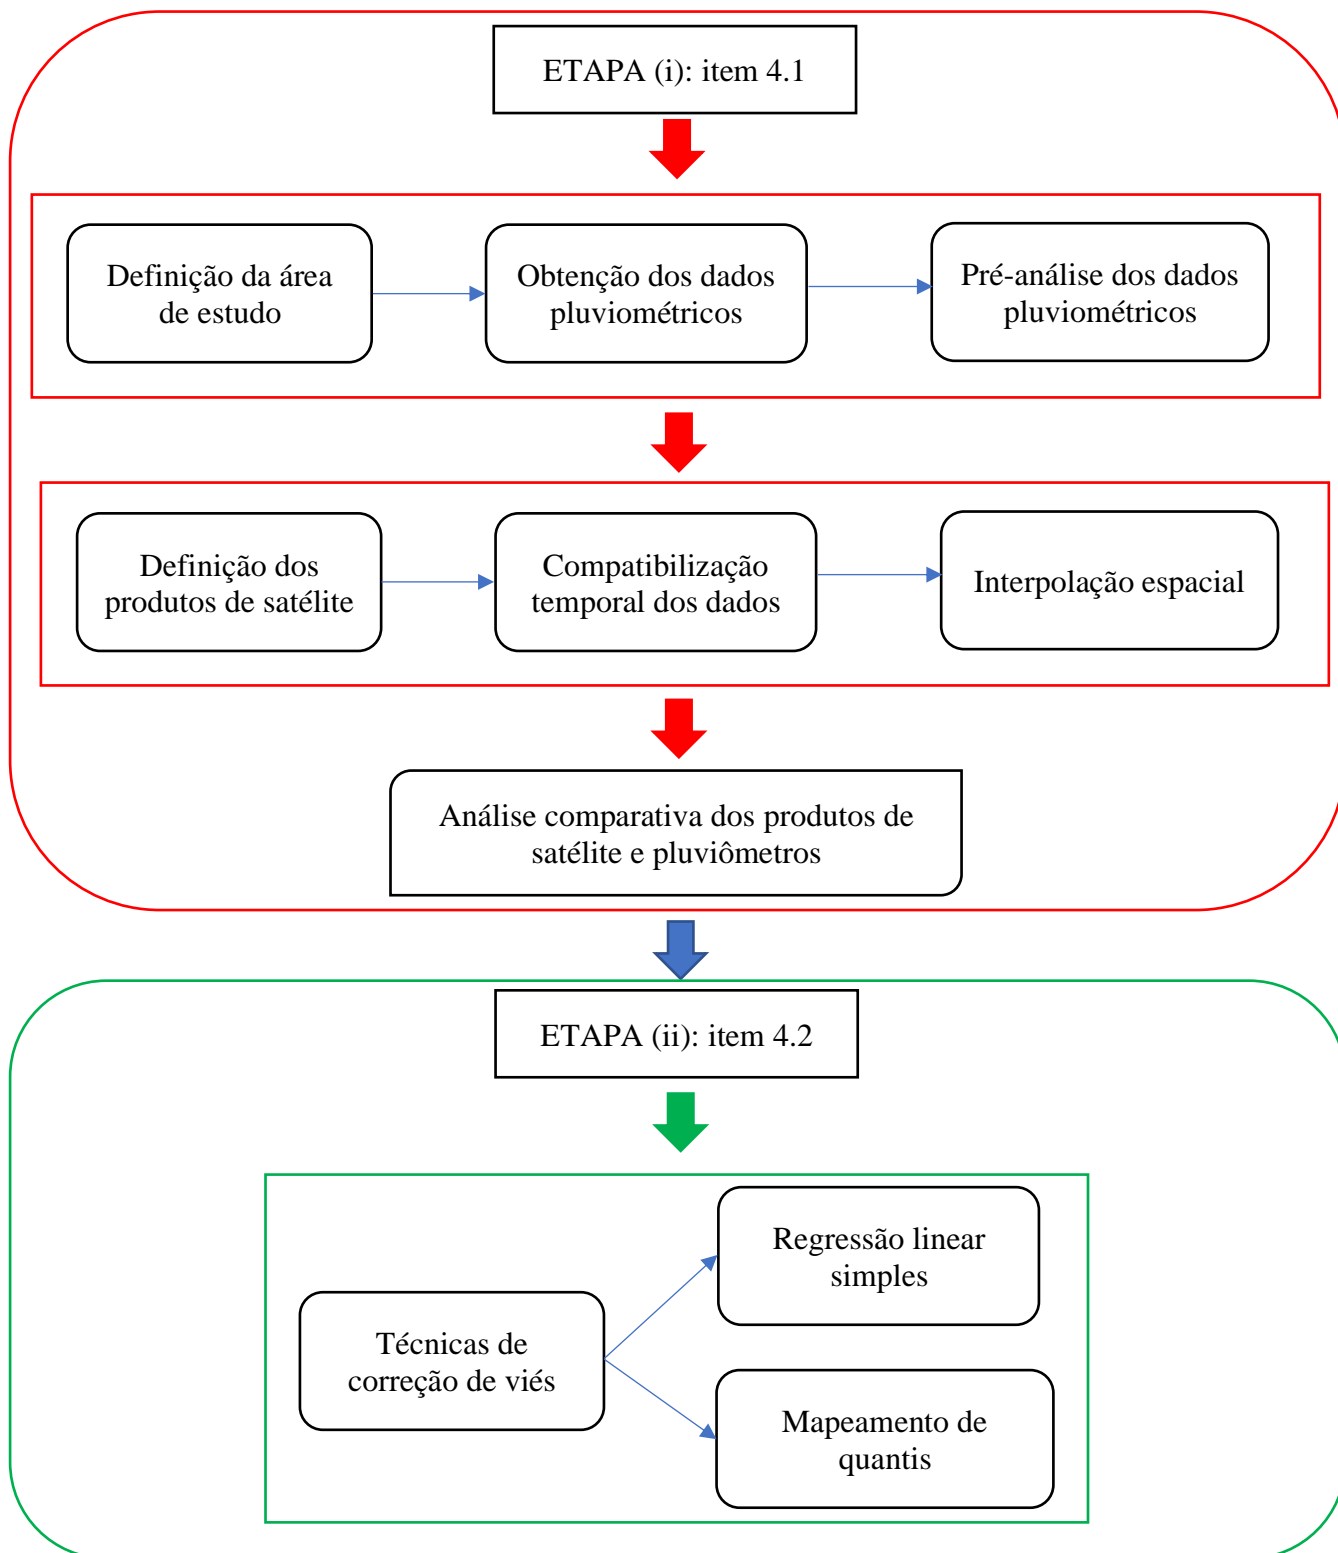 ETAPA (i): item 4.1
Definição da área
de estudo
Obtenção dos dados
pluviométricos
Pré-análise dos dados
pluviométricos
Definição dos
produtos de satélite
Compatibilização
temporal dos dados
Interpolação espacial
Análise comparativa dos produtos de
satélite e pluviômetros
ETAPA (ii): item 4.2
Técnicas de
correção de viés
Regressão linear
simples
Mapeamento de
quantis